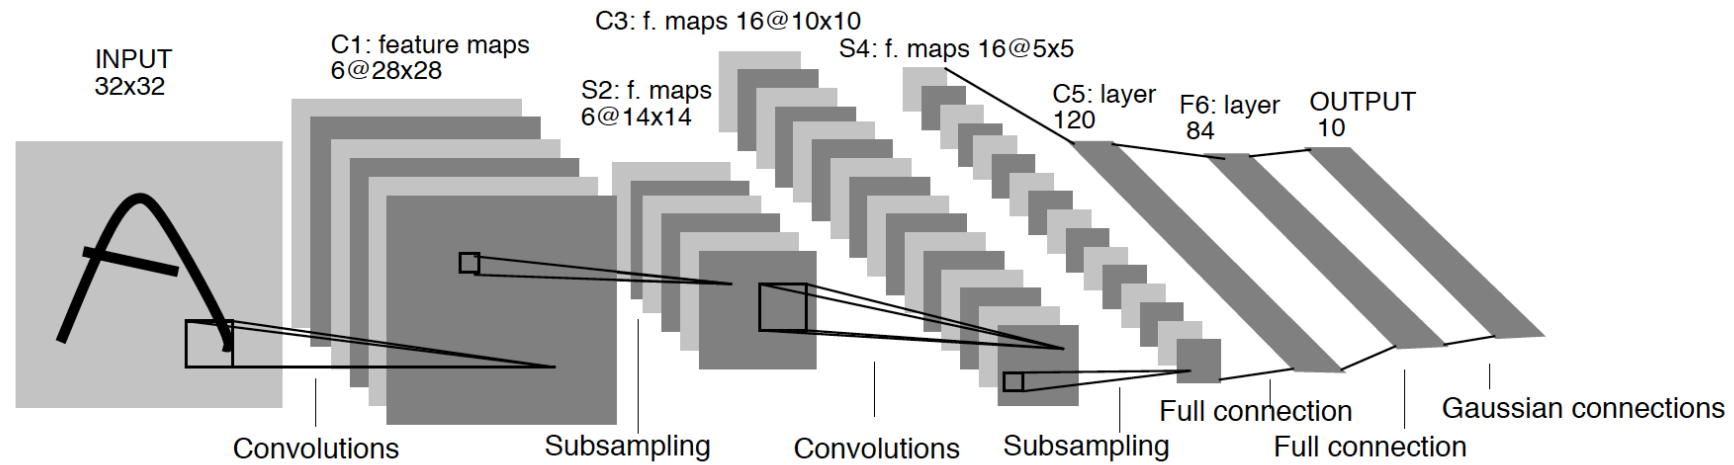 INPUT
32x32
C1: feature maps
6@28x28
S2: f. maps
6@14x14
C3: f. maps 16@10x10
S4: f. maps 16@5x5
C5: layer
120
F6: layer
84
OUTPUT
10
Convolutions
Subsampling
Convolutions
Subsampling
Full connection
Full connection
Gaussian connections